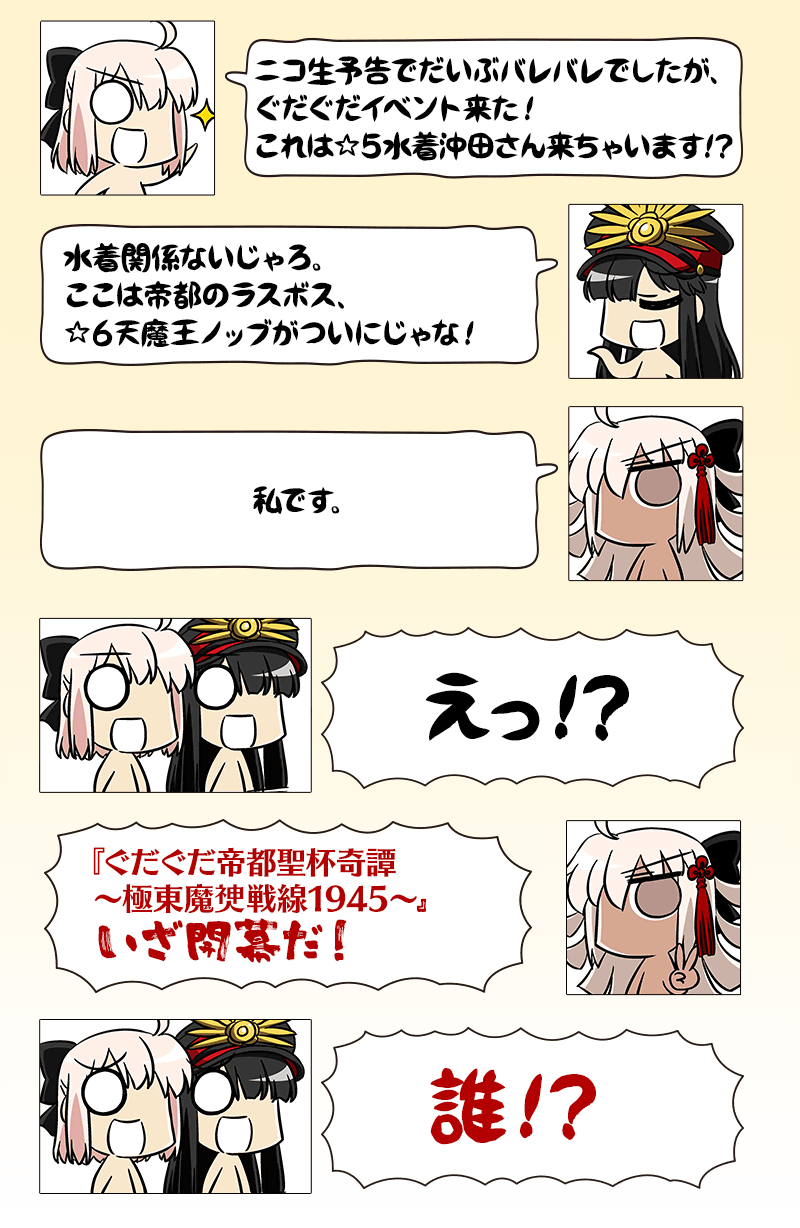 ニコ生予告でだいぶバレバレでしたが、
ぐだぐだイベント来た！
これは☆5水着沖田さん来ちゃいます!?
水着関係ないじゃろ。
ここは帝都のラスボス、
☆6天魔王ノッブがついにじゃな！
私です。
えっ!?
『ぐだぐだ帝都聖杯奇譚
〜極東魔神戦線1945〜』
いざ開幕だ！
誰!?